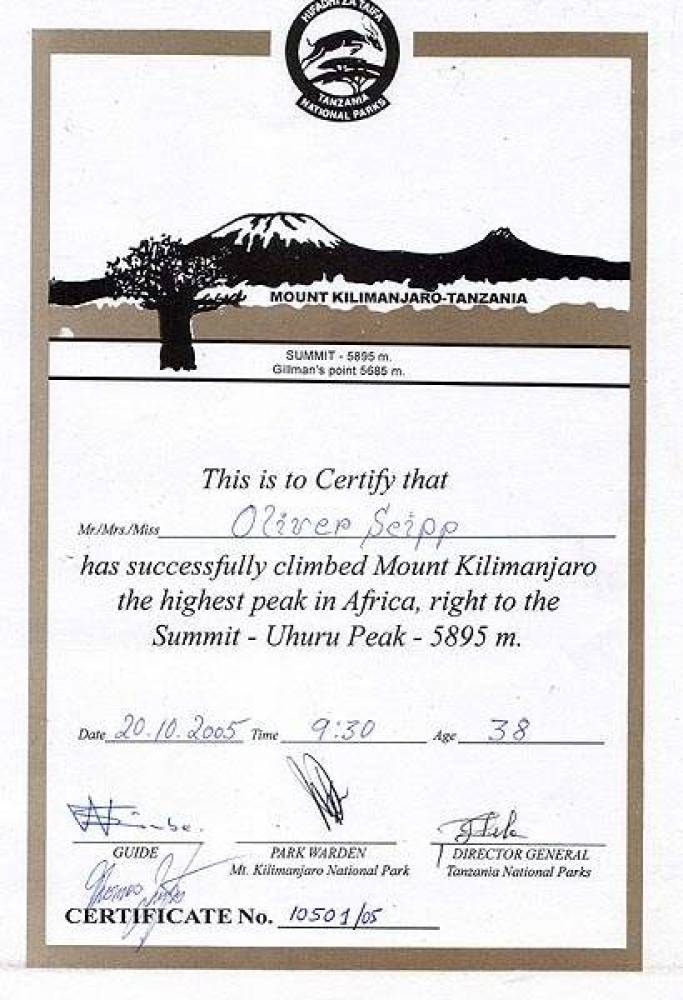 HIFADHI ZA TAIFA
TANZANIA
NATIONAL PARKS
MOUNT KILIMANJARO-TANZANIA
SUMMIT - 5895 m.
Gillman's point 5685 m.
This is to Certify that
Mr./Mrs./Miss Oliver Seipp
has successfully climbed Mount Kilimanjaro
the highest peak in Africa, right to the
Summit - Uhuru Peak - 5895 m.
Date 20.10.2005 Time 9:30 Age 38
GUIDE PARK WARDEN DIRECTOR GENERAL
Mt. Kilimanjaro National Park Tanzania National Parks
CERTIFICATE No. 10501/05